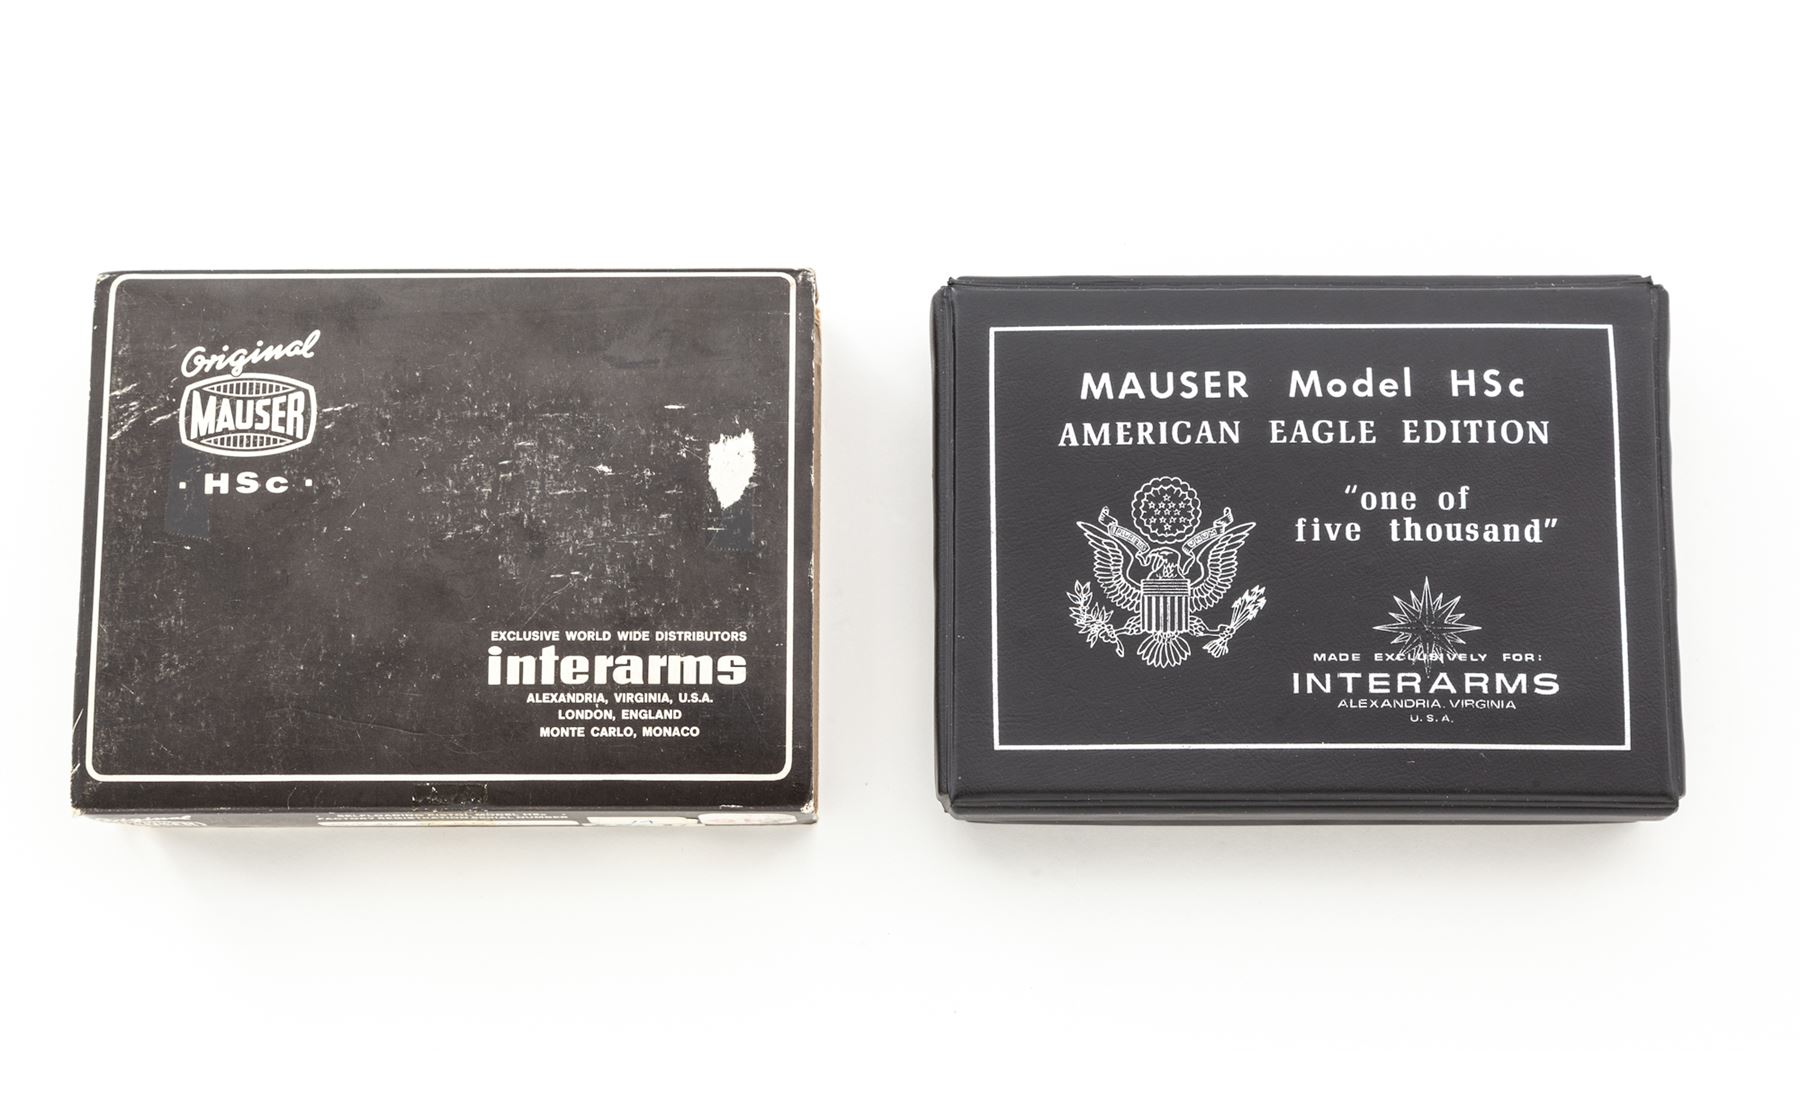 Original
MAUSER
· HSc ·
EXCLUSIVE WORLD WIDE DISTRIBUTORS
interarms
ALEXANDRIA, VIRGINIA, U.S.A.
LONDON, ENGLAND
MONTE CARLO, MONACO
MAUSER Model HSc
AMERICAN EAGLE EDITION
"one of
five thousand"
MADE EXCLUSIVELY FOR:
INTERARMS
ALEXANDRIA, VIRGINIA
U.S.A.